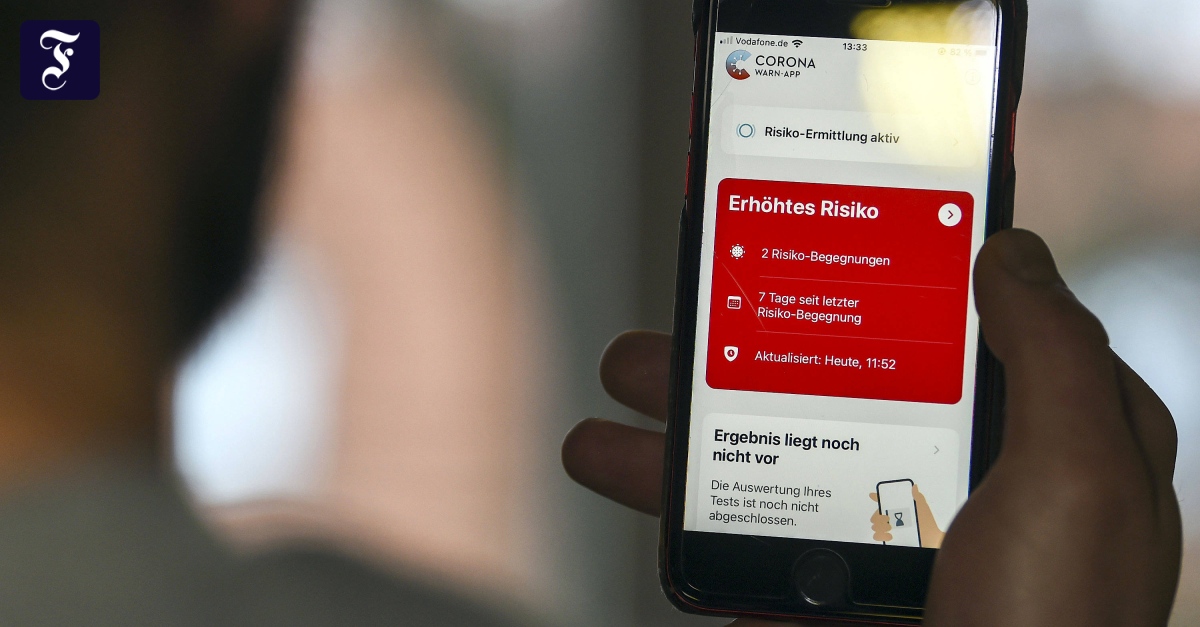 F
Vodafone.de 13:33 82 %
CORONA
WARN-APP
Risiko-Ermittlung aktiv
Erhöhtes Risiko
2 Risiko-Begegnungen
7 Tage seit letzter
Risiko-Begegnung
Aktualisiert: Heute, 11:52
Ergebnis liegt noch
nicht vor
Die Auswertung Ihres
Tests ist noch nicht
abgeschlossen.